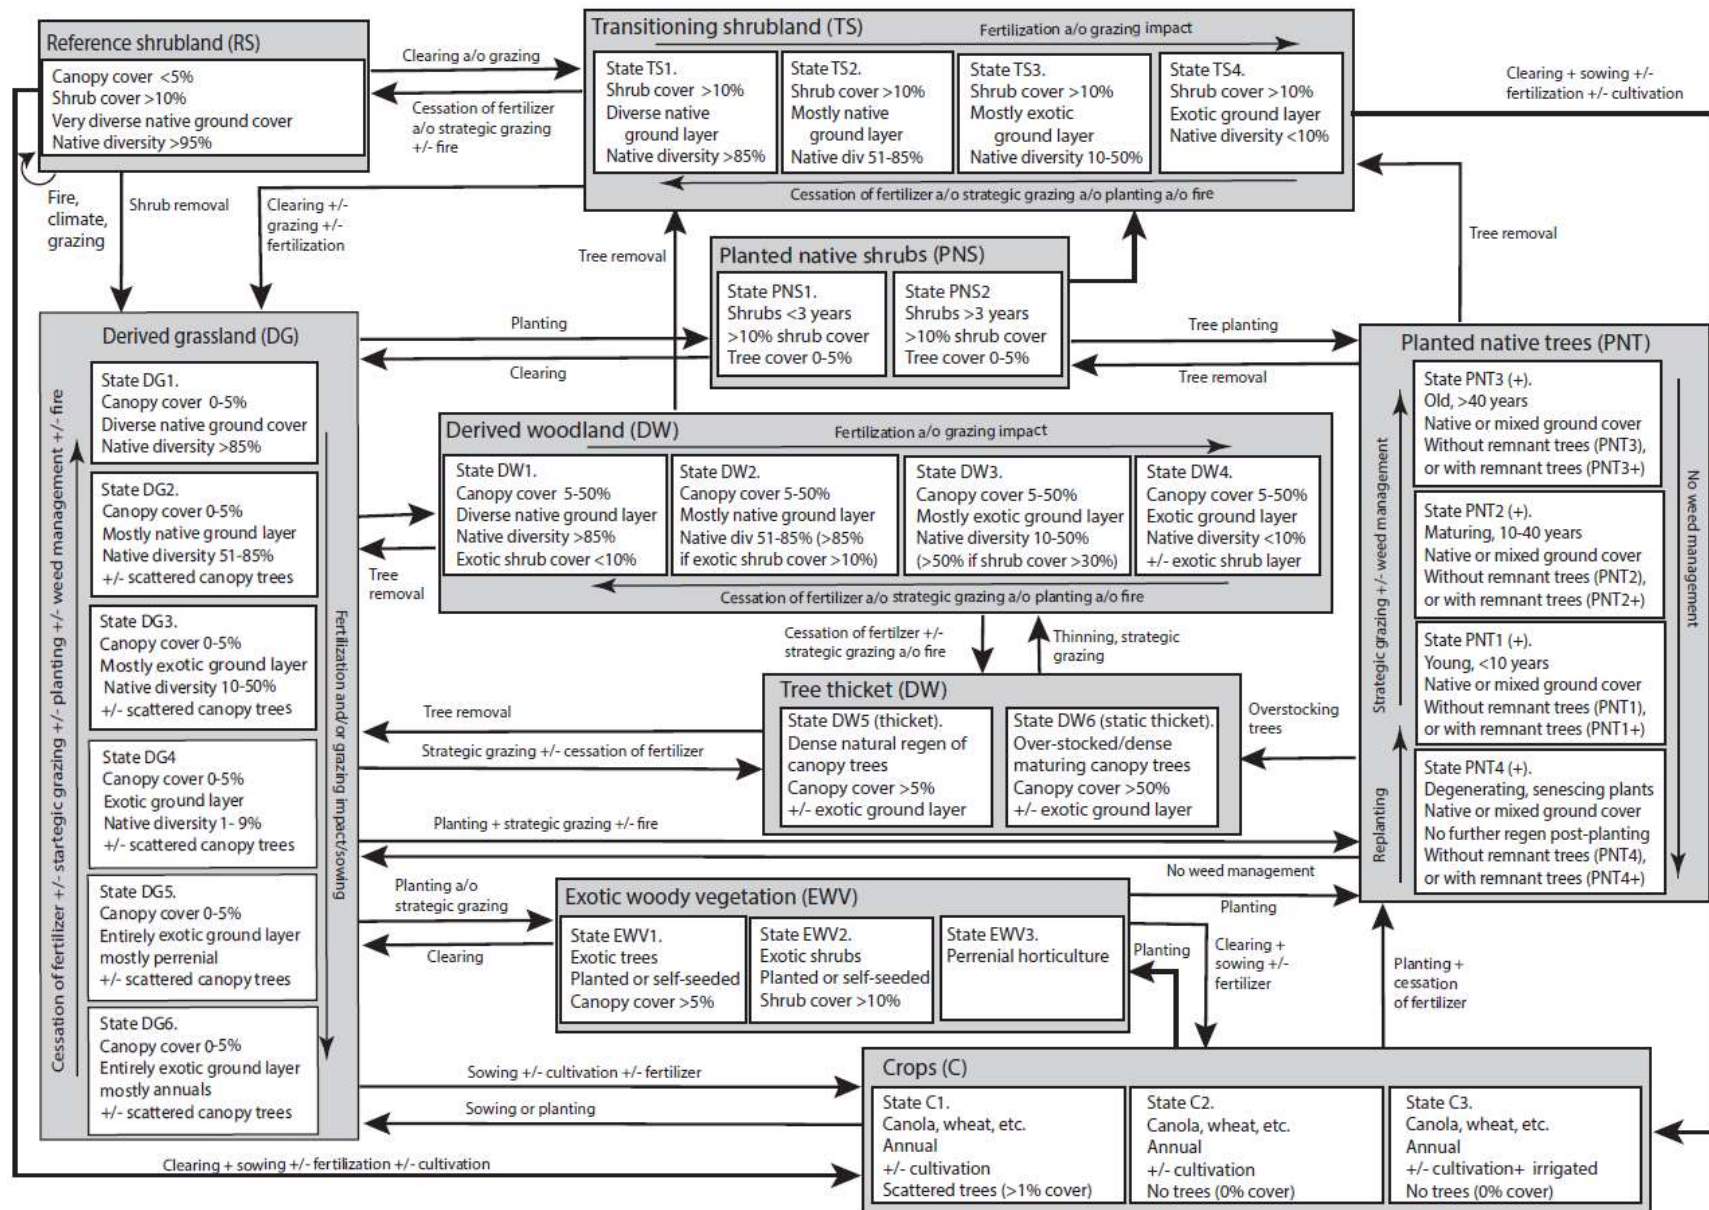 Reference shrubland (RS)
Canopy cover <5%
Shrub cover >10%
Very diverse native ground cover
Native diversity >95%
Fire,
climate,
grazing
Shrub removal
Clearing a/o grazing
Cessation of fertilizer
a/o strategic grazing
+/- fire
Clearing +/-
grazing +/-
fertilization
Transitioning shrubland (TS)
Fertilization a/o grazing impact
State TS1.
Shrub cover >10%
Diverse native
ground layer
Native diversity >85%
State TS2.
Shrub cover >10%
Mostly native
ground layer
Native div 51-85%
State TS3.
Shrub cover >10%
Mostly exotic
ground layer
Native diversity 10-50%
State TS4.
Shrub cover >10%
Exotic ground layer
Native diversity <10%
Cessation of fertilizer a/o strategic grazing a/o planting a/o fire
Clearing + sowing +/-
fertilization +/- cultivation
Tree removal
Tree removal
Planted native shrubs (PNS)
State PNS1.
Shrubs <3 years
>10% shrub cover
Tree cover 0-5%
State PNS2
Shrubs >3 years
>10% shrub cover
Tree cover 0-5%
Planting
Clearing
Tree planting
Tree removal
Derived grassland (DG)
Cessation of fertilizer +/- startegic grazing +/- planting +/- weed management +/- fire
State DG1.
Canopy cover 0-5%
Diverse native ground cover
Native diversity >85%
State DG2.
Canopy cover 0-5%
Mostly native ground layer
Native diversity 51-85%
+/- scattered canopy trees
State DG3.
Canopy cover 0-5%
Mostly exotic ground layer
Native diversity 10-50%
+/- scattered canopy trees
State DG4
Canopy cover 0-5%
Exotic ground layer
Native diversity 1- 9%
+/- scattered canopy trees
State DG5.
Canopy cover 0-5%
Entirely exotic ground layer
mostly perrenial
+/- scattered canopy trees
State DG6.
Canopy cover 0-5%
Entirely exotic ground layer
mostly annuals
+/- scattered canopy trees
Fertilization and/or grazing impact/sowing
Derived woodland (DW)
Fertilization a/o grazing impact
State DW1.
Canopy cover 5-50%
Diverse native ground layer
Native diversity >85%
Exotic shrub cover <10%
State DW2.
Canopy cover 5-50%
Mostly native ground layer
Native div 51-85% (>85%
if exotic shrub cover >10%)
State DW3.
Canopy cover 5-50%
Mostly exotic ground layer
Native diversity 10-50%
(>50% if shrub cover >30%)
State DW4.
Canopy cover 5-50%
Exotic ground layer
Native diversity <10%
+/- exotic shrub layer
Cessation of fertilizer a/o strategic grazing a/o planting a/o fire
Tree
removal
Cessation of fertilzer +/-
strategic grazing a/o fire
Thinning, strategic
grazing
Tree thicket (DW)
State DW5 (thicket).
Dense natural regen of
canopy trees
Canopy cover >5%
+/- exotic ground layer
State DW6 (static thicket).
Over-stocked/dense
maturing canopy trees
Canopy cover >50%
+/- exotic ground layer
Tree removal
Strategic grazing +/- cessation of fertilizer
Overstocking
trees
Planted native trees (PNT)
Strategic grazing +/- weed management
Replanting
State PNT3 (+).
Old, >40 years
Native or mixed ground cover
Without remnant trees (PNT3),
or with remnant trees (PNT3+)
State PNT2 (+).
Maturing, 10-40 years
Native or mixed ground cover
Without remnant trees (PNT2),
or with remnant trees (PNT2+)
State PNT1 (+).
Young, <10 years
Native or mixed ground cover
Without remnant trees (PNT1),
or with remnant trees (PNT1+)
State PNT4 (+).
Degenerating, senescing plants
Native or mixed ground cover
No further regen post-planting
Without remnant trees (PNT4),
or with remnant trees (PNT4+)
No weed management
Planting + strategic grazing +/- fire
No weed management
Planting a/o
strategic grazing
Clearing
Exotic woody vegetation (EWV)
State EWV1.
Exotic trees
Planted or self-seeded
Canopy cover >5%
State EWV2.
Exotic shrubs
Planted or self-seeded
Shrub cover >10%
State EWV3.
Perrenial horticulture
Planting
Planting
Clearing +
sowing +/-
fertilizer
Planting +
cessation
of fertilizer
Sowing +/- cultivation +/- fertilizer
Sowing or planting
Clearing + sowing +/- fertilization +/- cultivation
Crops (C)
State C1.
Canola, wheat, etc.
Annual
+/- cultivation
Scattered trees (>1% cover)
State C2.
Canola, wheat, etc.
Annual
+/- cultivation
No trees (0% cover)
State C3.
Canola, wheat, etc.
Annual
+/- cultivation+ irrigated
No trees (0% cover)